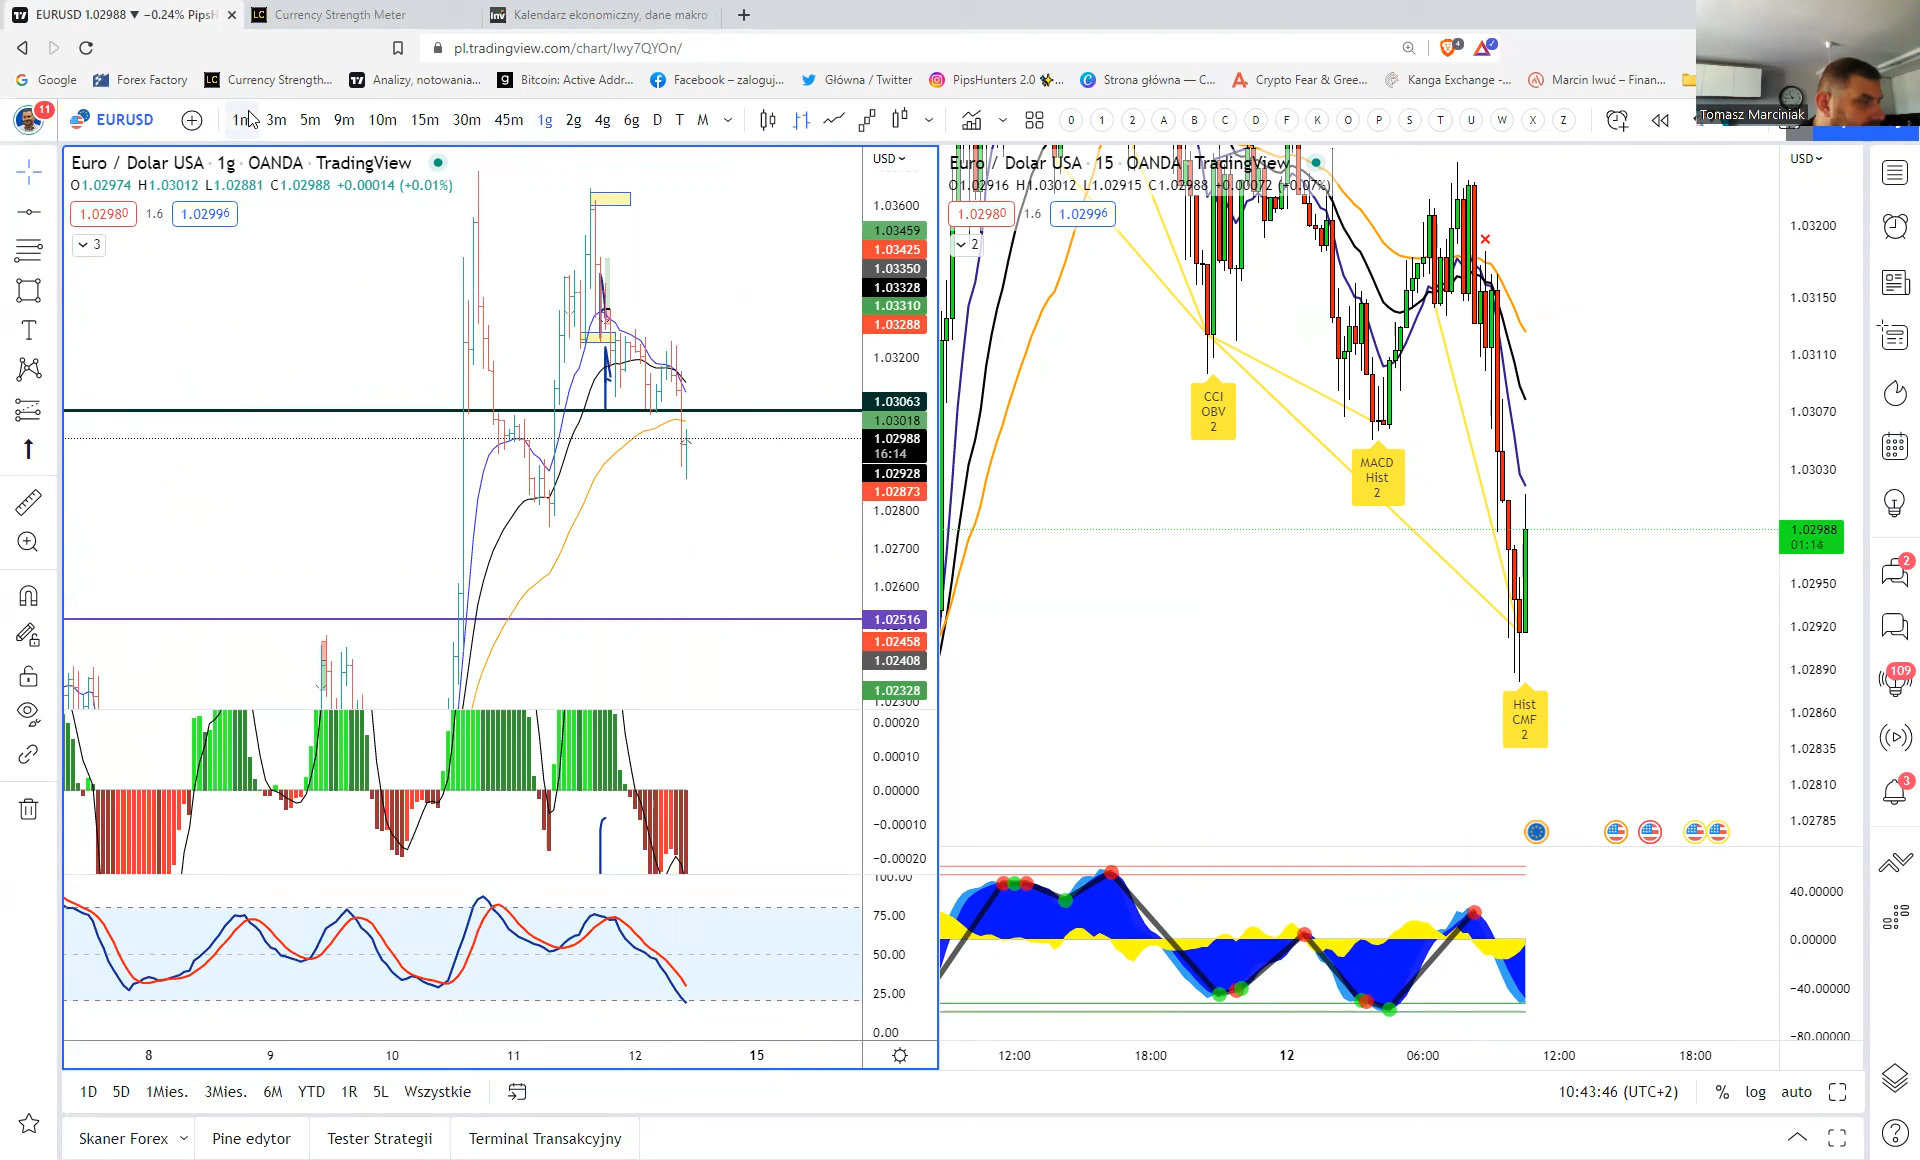 EURUSD 1.02988 ▼ −0.24% PipsH
Currency Strength Meter
Kalendarz ekonomiczny, dane makro
pl.tradingview.com/chart/Iwy7QYOn/
Google
Forex Factory
Currency Strength...
Analizy, notowania...
Bitcoin: Active Addr...
Facebook – zaloguj...
Główna / Twitter
PipsHunters 2.0
Strona główna — C...
Crypto Fear & Gree...
Kanga Exchange -...
Marcin Iwuć – Finan...
Tomasz Marciniak
11
EURUSD
1m 3m 5m 9m 10m 15m 30m 45m 1g 2g 4g 6g D T M
0 1 2 A B C D F K O P S T U W X Z
Euro / Dolar USA · 1g · OANDA · TradingView
O1.02974 H1.03012 L1.02881 C1.02988 +0.00014 (+0.01%)
1.02980 1.6 1.02996
3
USD
1.03600
1.03459
1.03425
1.03350
1.03328
1.03310
1.03288
1.03200
1.03063
1.03018
1.02988
16:14
1.02928
1.02873
1.02800
1.02700
1.02600
1.02516
1.02458
1.02408
1.02328
1.02300
0.00020
0.00010
0.00000
−0.00010
−0.00020
100.00
75.00
50.00
25.00
0.00
8 9 10 11 12 15
Euro / Dolar USA · 15 · OANDA · TradingView
O1.02916 H1.03012 L1.02915 C1.02988 +0.00072 (+0.07%)
1.02980 1.6 1.02996
2
USD
CCI
OBV
2
MACD
Hist
2
Hist
CMF
2
1.03200
1.03150
1.03110
1.03070
1.03030
1.02988
01:14
1.02950
1.02920
1.02890
1.02860
1.02835
1.02810
1.02785
40.00000
0.00000
−40.00000
−80.00000
12:00 18:00 12 06:00 12:00 18:00
2
109
3
1D 5D 1Mies. 3Mies. 6M YTD 1R 5L Wszystkie
10:43:46 (UTC+2) % log auto
Skaner Forex
Pine edytor
Tester Strategii
Terminal Transakcyjny